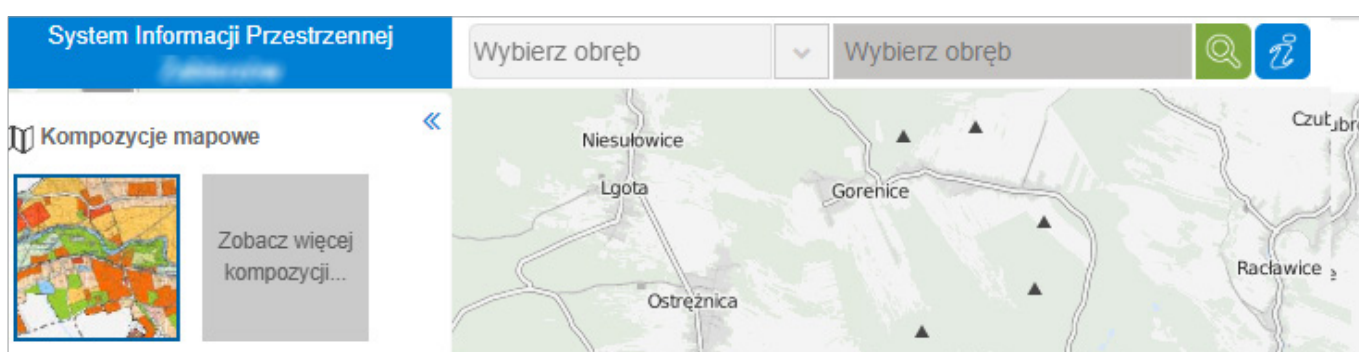 System Informacji Przestrzennej
Wybierz obręb
Wybierz obręb
Kompozycje mapowe
Zobacz więcej
kompozycji...
Niesułowice
Lgota
Gorenice
Ostrężnica
Racławice